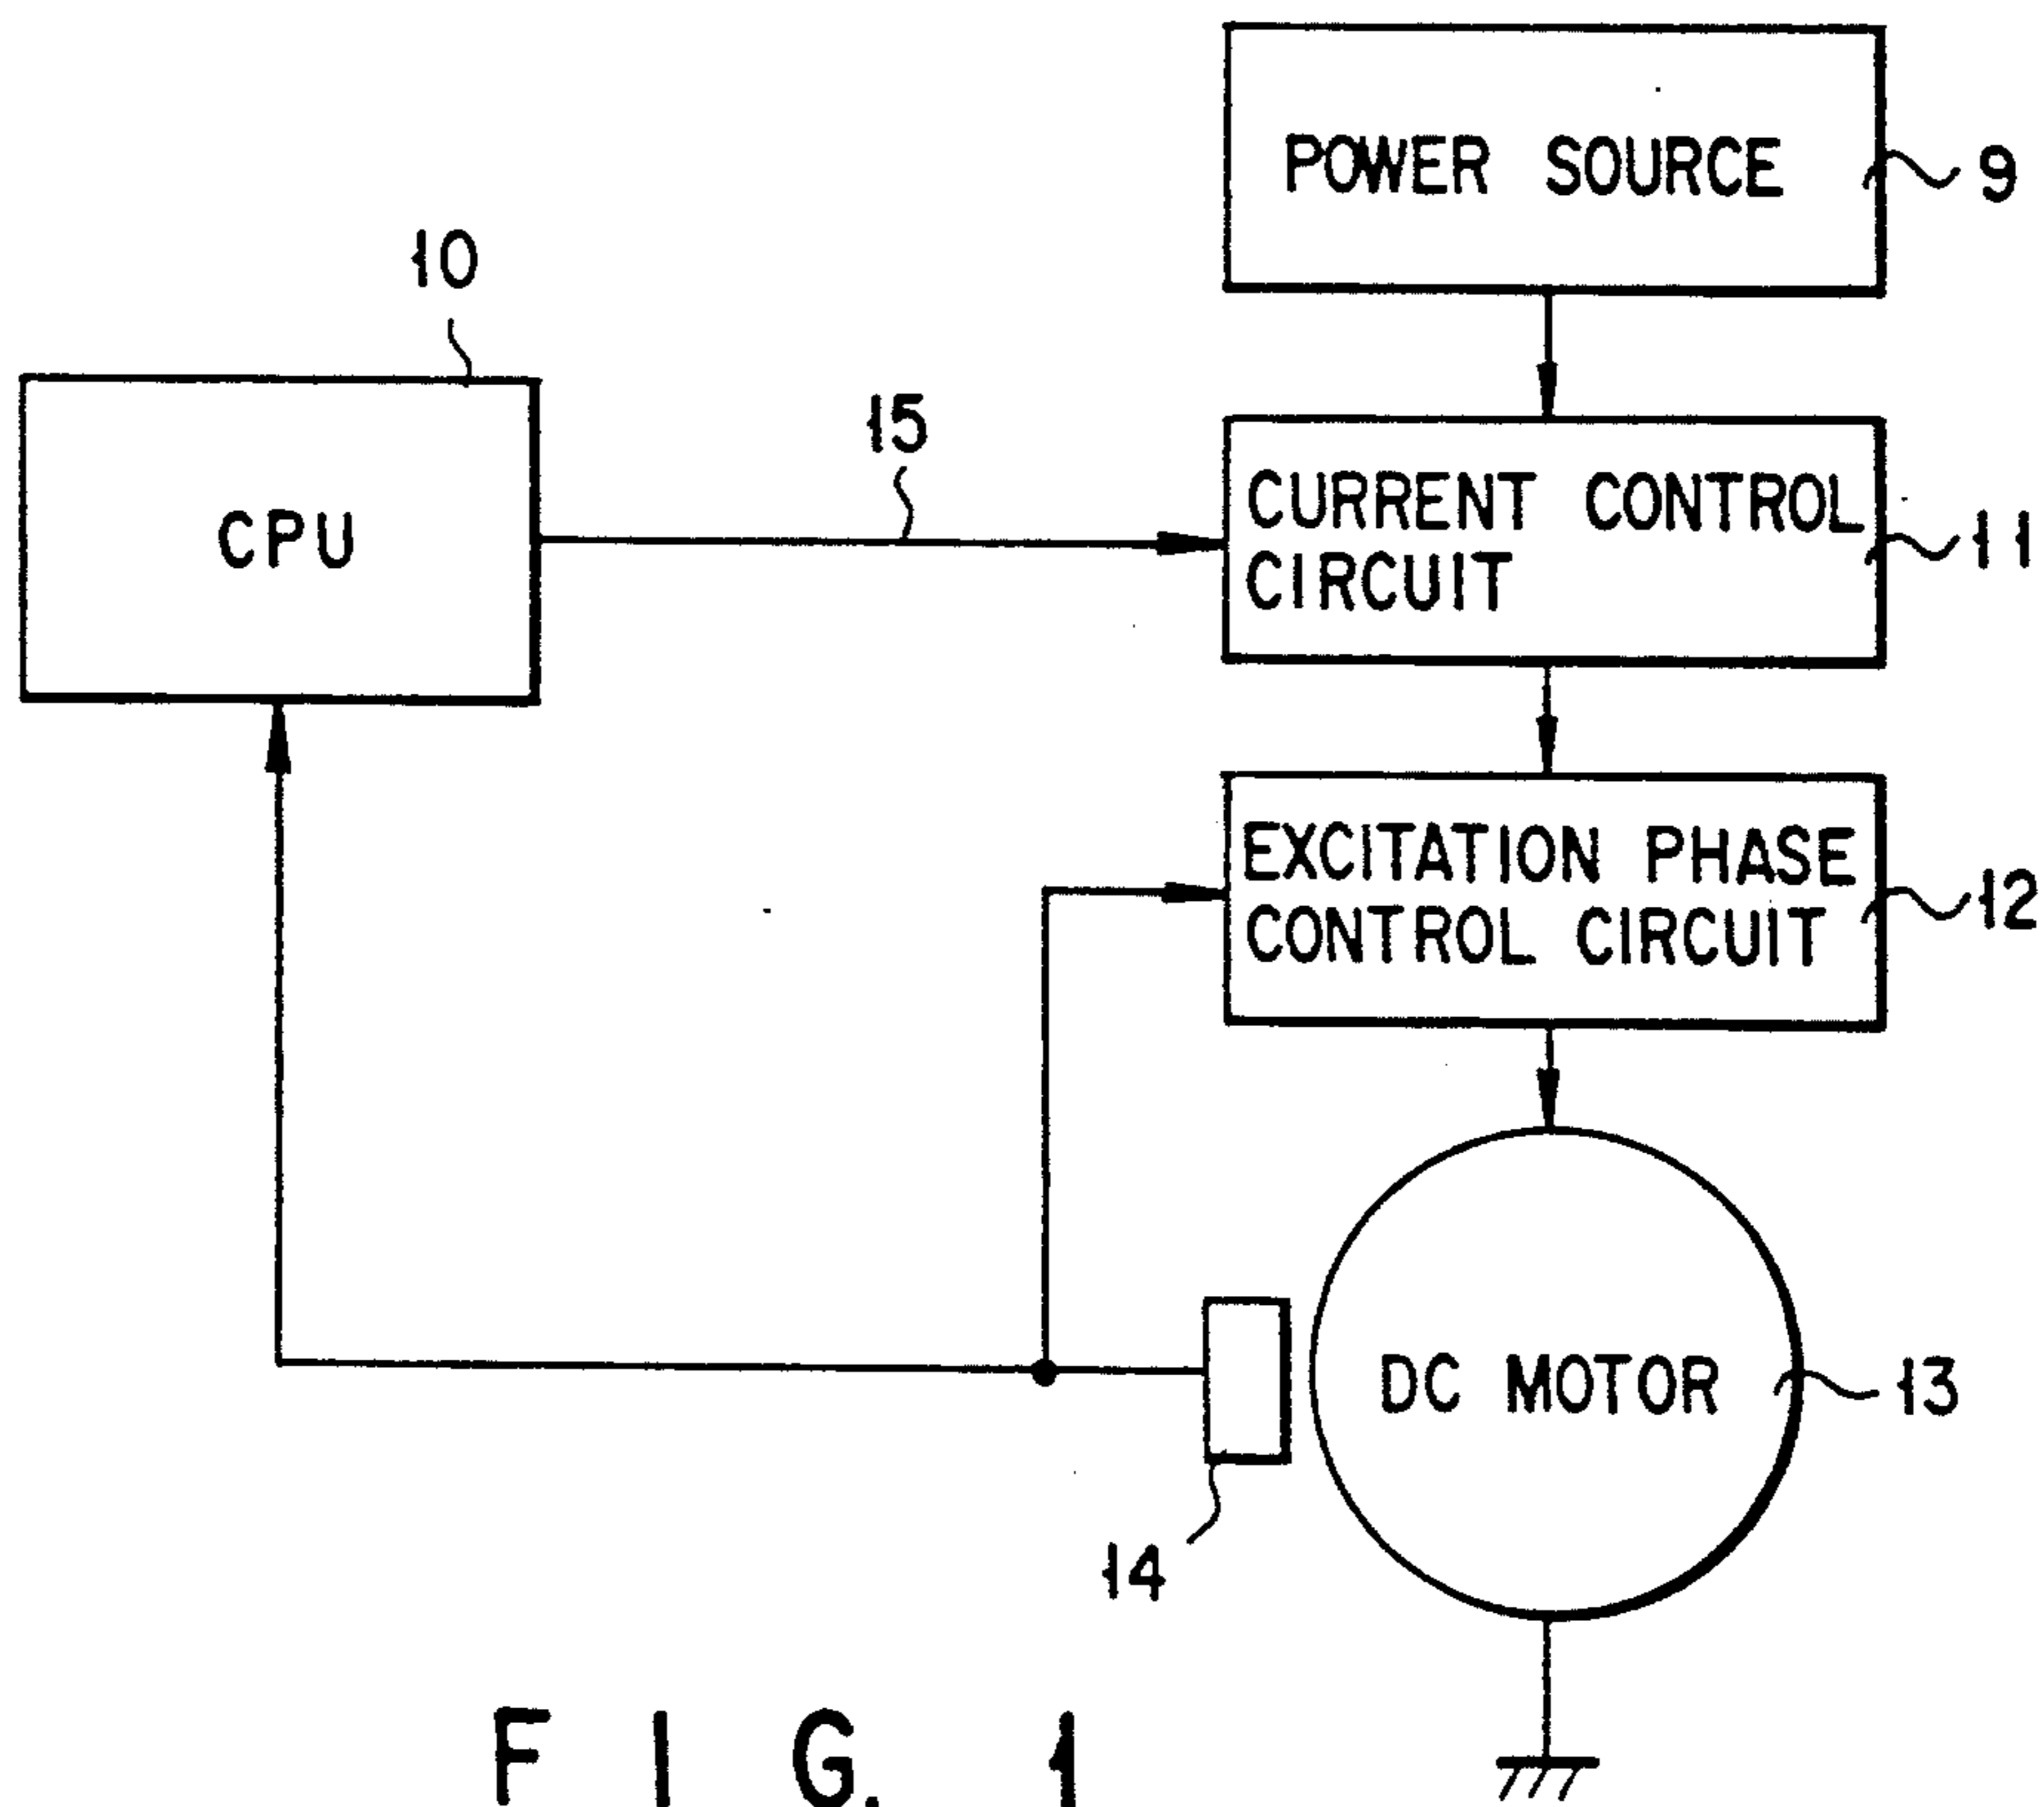 POWER SOURCE
9
10
CPU
15
CURRENT CONTROL
CIRCUIT
11
EXCITATION PHASE
CONTROL CIRCUIT
12
DC MOTOR
13
14
FIG. 1